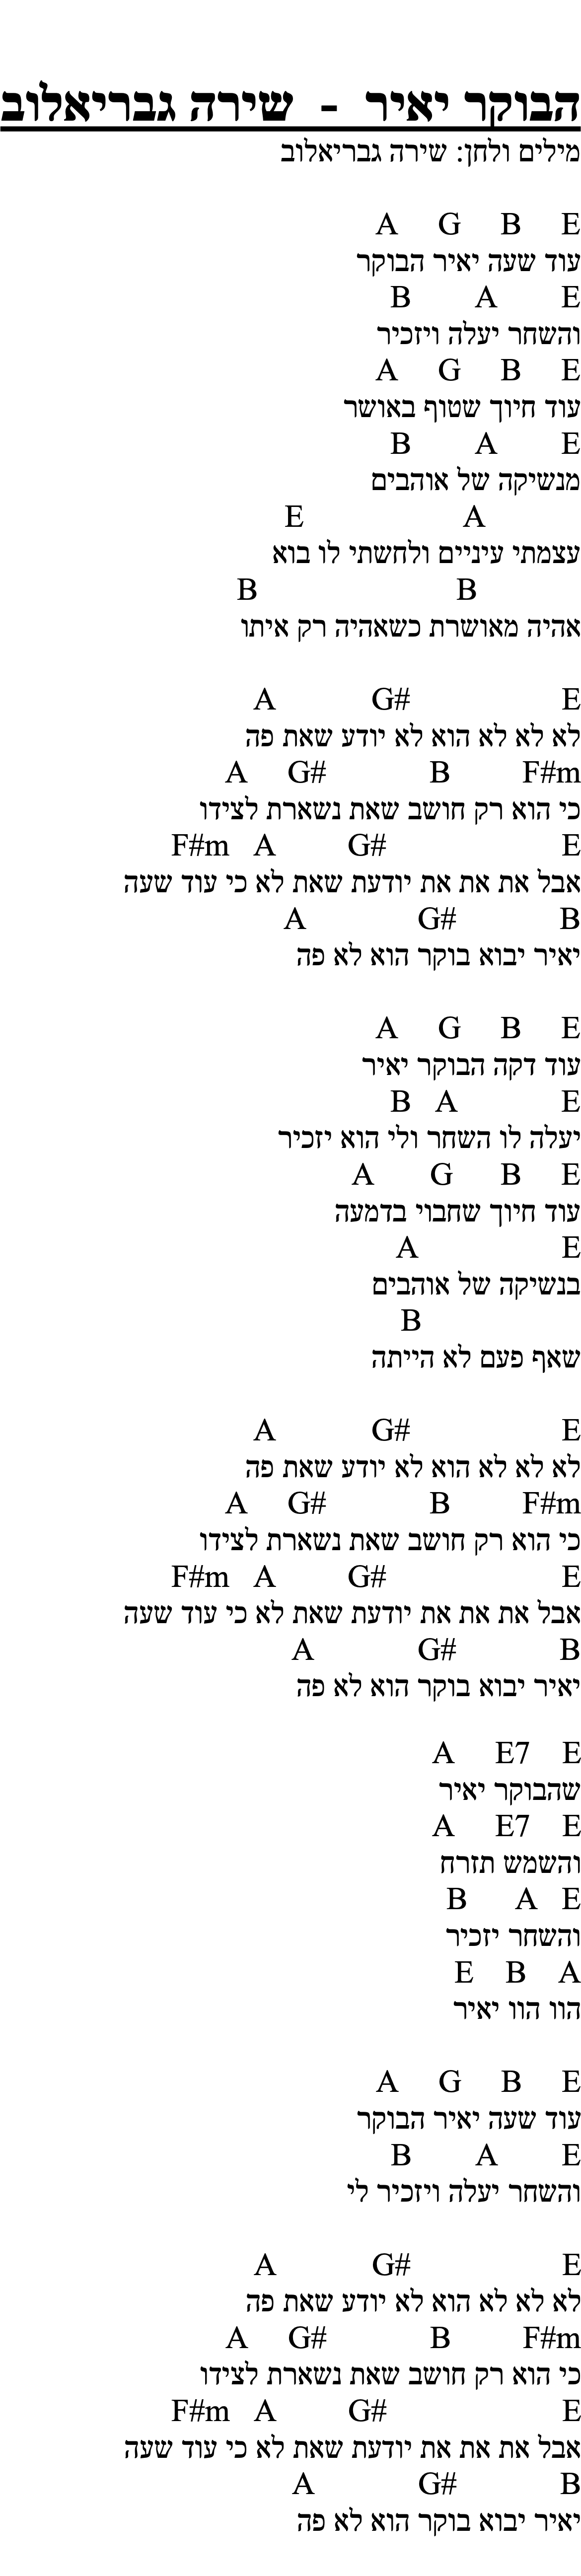 הבוקר יאיר - שירה גבריאלוב
מילים ולחן: שירה גבריאלוב
E B G A
עוד שעה יאיר הבוקר
E A B
והשחר יעלה ויזכיר
E B G A
עוד חיוך שטוף באושר
E A B
מנשיקה של אוהבים
A E
עצמתי עיניים ולחשתי לו בוא
B B
אהיה מאושרת כשאהיה רק איתו
E G# A
לא לא לא הוא לא יודע שאת פה
F#m B G# A
כי הוא רק חושב שאת נשארת לצידו
E G# A F#m
אבל את את את יודעת שאת לא כי עוד שעה
B G# A
יאיר יבוא בוקר הוא לא פה
E B G A
עוד דקה הבוקר יאיר
E A B
יעלה לו השחר ולי הוא יזכיר
E B G A
עוד חיוך שחבוי בדמעה
E A
בנשיקה של אוהבים
B
שאף פעם לא הייתה
E G# A
לא לא לא הוא לא יודע שאת פה
F#m B G# A
כי הוא רק חושב שאת נשארת לצידו
E G# A F#m
אבל את את את יודעת שאת לא כי עוד שעה
B G# A
יאיר יבוא בוקר הוא לא פה
E E7 A
שהבוקר יאיר
E E7 A
והשמש תזרח
E A B
והשחר יזכיר
A B E
הוו הוו יאיר
E B G A
עוד שעה יאיר הבוקר
E A B
והשחר יעלה ויזכיר לי
E G# A
לא לא לא הוא לא יודע שאת פה
F#m B G# A
כי הוא רק חושב שאת נשארת לצידו
E G# A F#m
אבל את את את יודעת שאת לא כי עוד שעה
B G# A
יאיר יבוא בוקר הוא לא פה